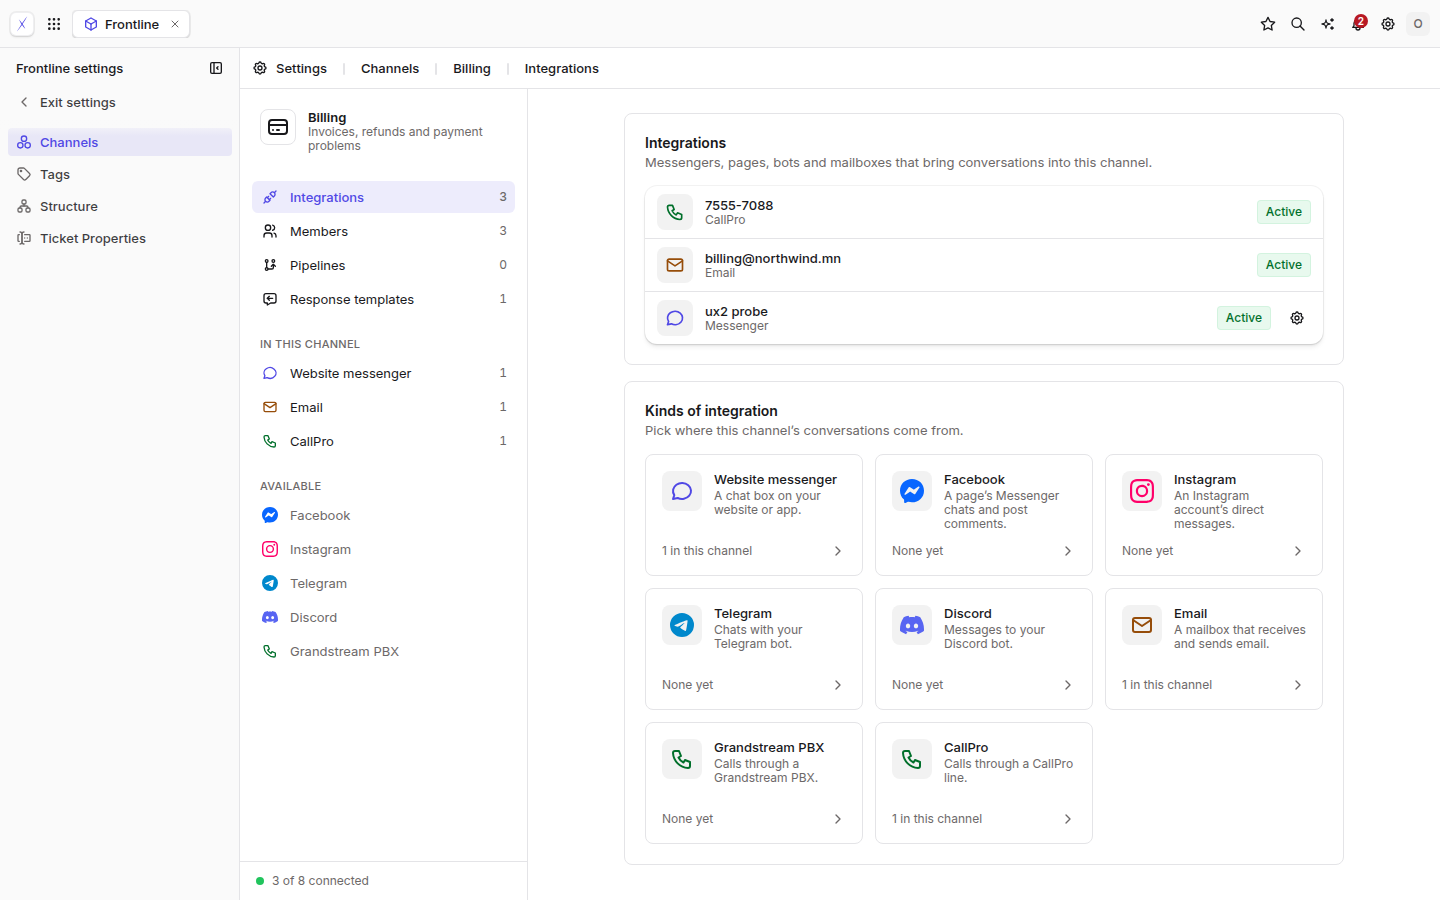 Frontline
2
O
Frontline settings
Exit settings
Channels
Tags
Structure
Ticket Properties
Settings
Channels
Billing
Integrations
Billing
Invoices, refunds and payment
problems
Integrations 3
Members 3
Pipelines 0
Response templates 1
IN THIS CHANNEL
Website messenger 1
Email 1
CallPro 1
AVAILABLE
Facebook
Instagram
Telegram
Discord
Grandstream PBX
3 of 8 connected
Integrations
Messengers, pages, bots and mailboxes that bring conversations into this channel.
7555-7088
CallPro
Active
billing@northwind.mn
Email
Active
ux2 probe
Messenger
Active
Kinds of integration
Pick where this channel's conversations come from.
Website messenger
A chat box on your
website or app.
1 in this channel
Facebook
A page's Messenger
chats and post
comments.
None yet
Instagram
An Instagram
account's direct
messages.
None yet
Telegram
Chats with your
Telegram bot.
None yet
Discord
Messages to your
Discord bot.
None yet
Email
A mailbox that receives
and sends email.
1 in this channel
Grandstream PBX
Calls through a
Grandstream PBX.
None yet
CallPro
Calls through a CallPro
line.
1 in this channel